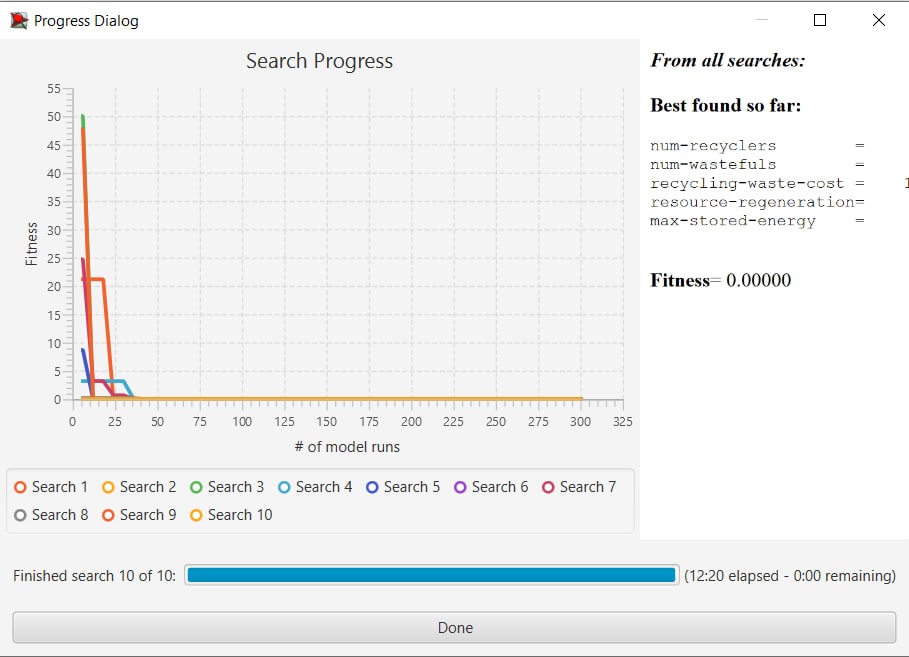 Progress Dialog
Search Progress
55
50
45
40
35
30
25
20
15
10
5
0
Fitness
0 25 50 75 100 125 150 175 200 225 250 275 300 325
# of model runs
Search 1 Search 2 Search 3 Search 4 Search 5 Search 6 Search 7
Search 8 Search 9 Search 10
From all searches:
Best found so far:
num-recyclers =
num-wastefuls =
recycling-waste-cost = 1
resource-regeneration=
max-stored-energy =
Fitness= 0.00000
Finished search 10 of 10: (12:20 elapsed - 0:00 remaining)
Done